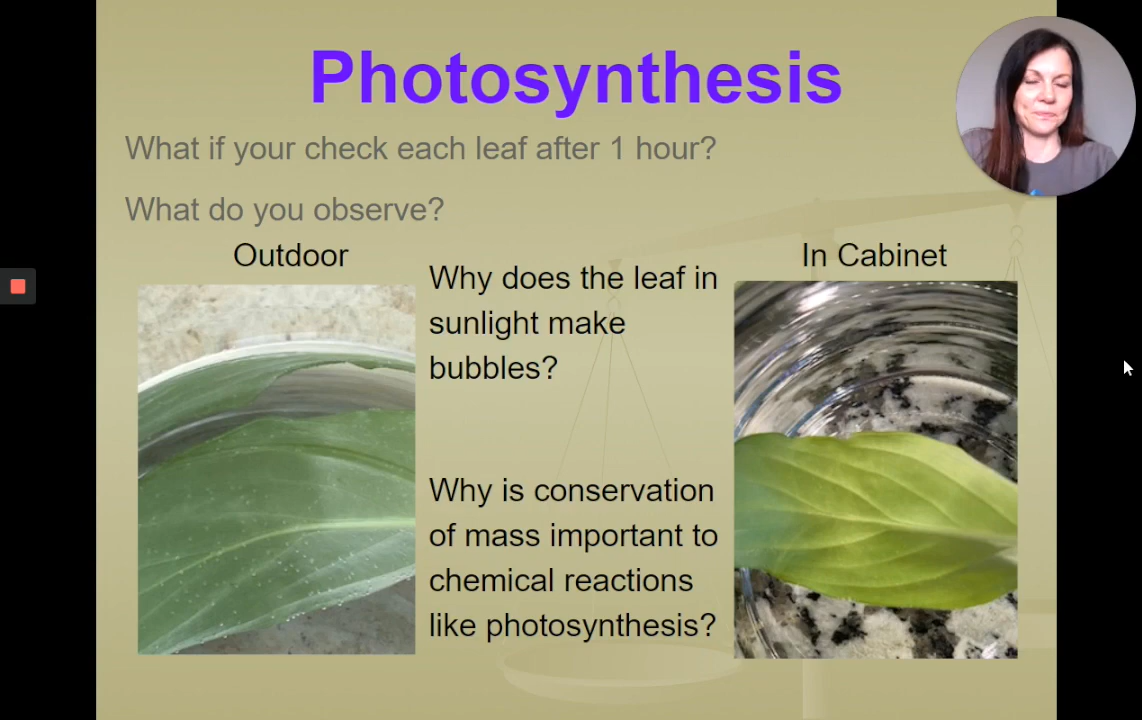 Photosynthesis
What if your check each leaf after 1 hour?
What do you observe?
Outdoor
In Cabinet
Why does the leaf in
sunlight make
bubbles?
Why is conservation
of mass important to
chemical reactions
like photosynthesis?